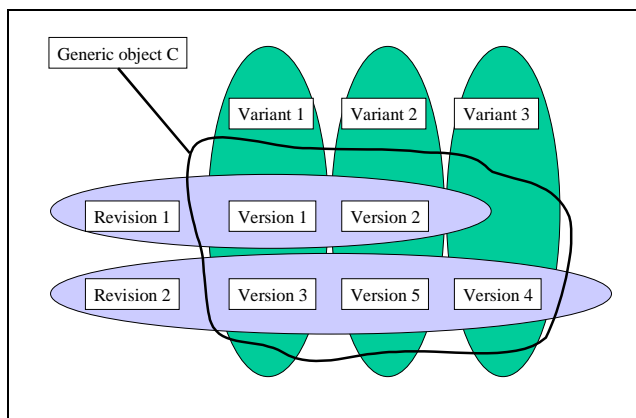 Generic object C
Variant 1
Variant 2
Variant 3
Revision 1
Version 1
Version 2
Revision 2
Version 3
Version 5
Version 4